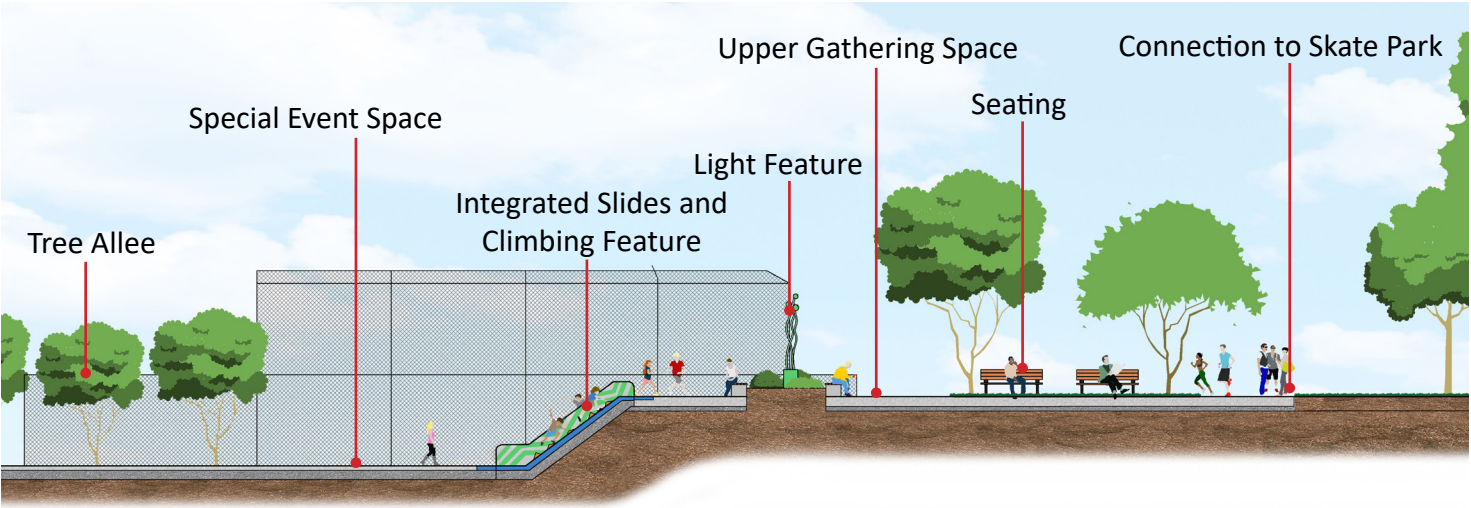 Upper Gathering Space
Connection to Skate Park
Seating
Special Event Space
Light Feature
Integrated Slides and
Climbing Feature
Tree Allee